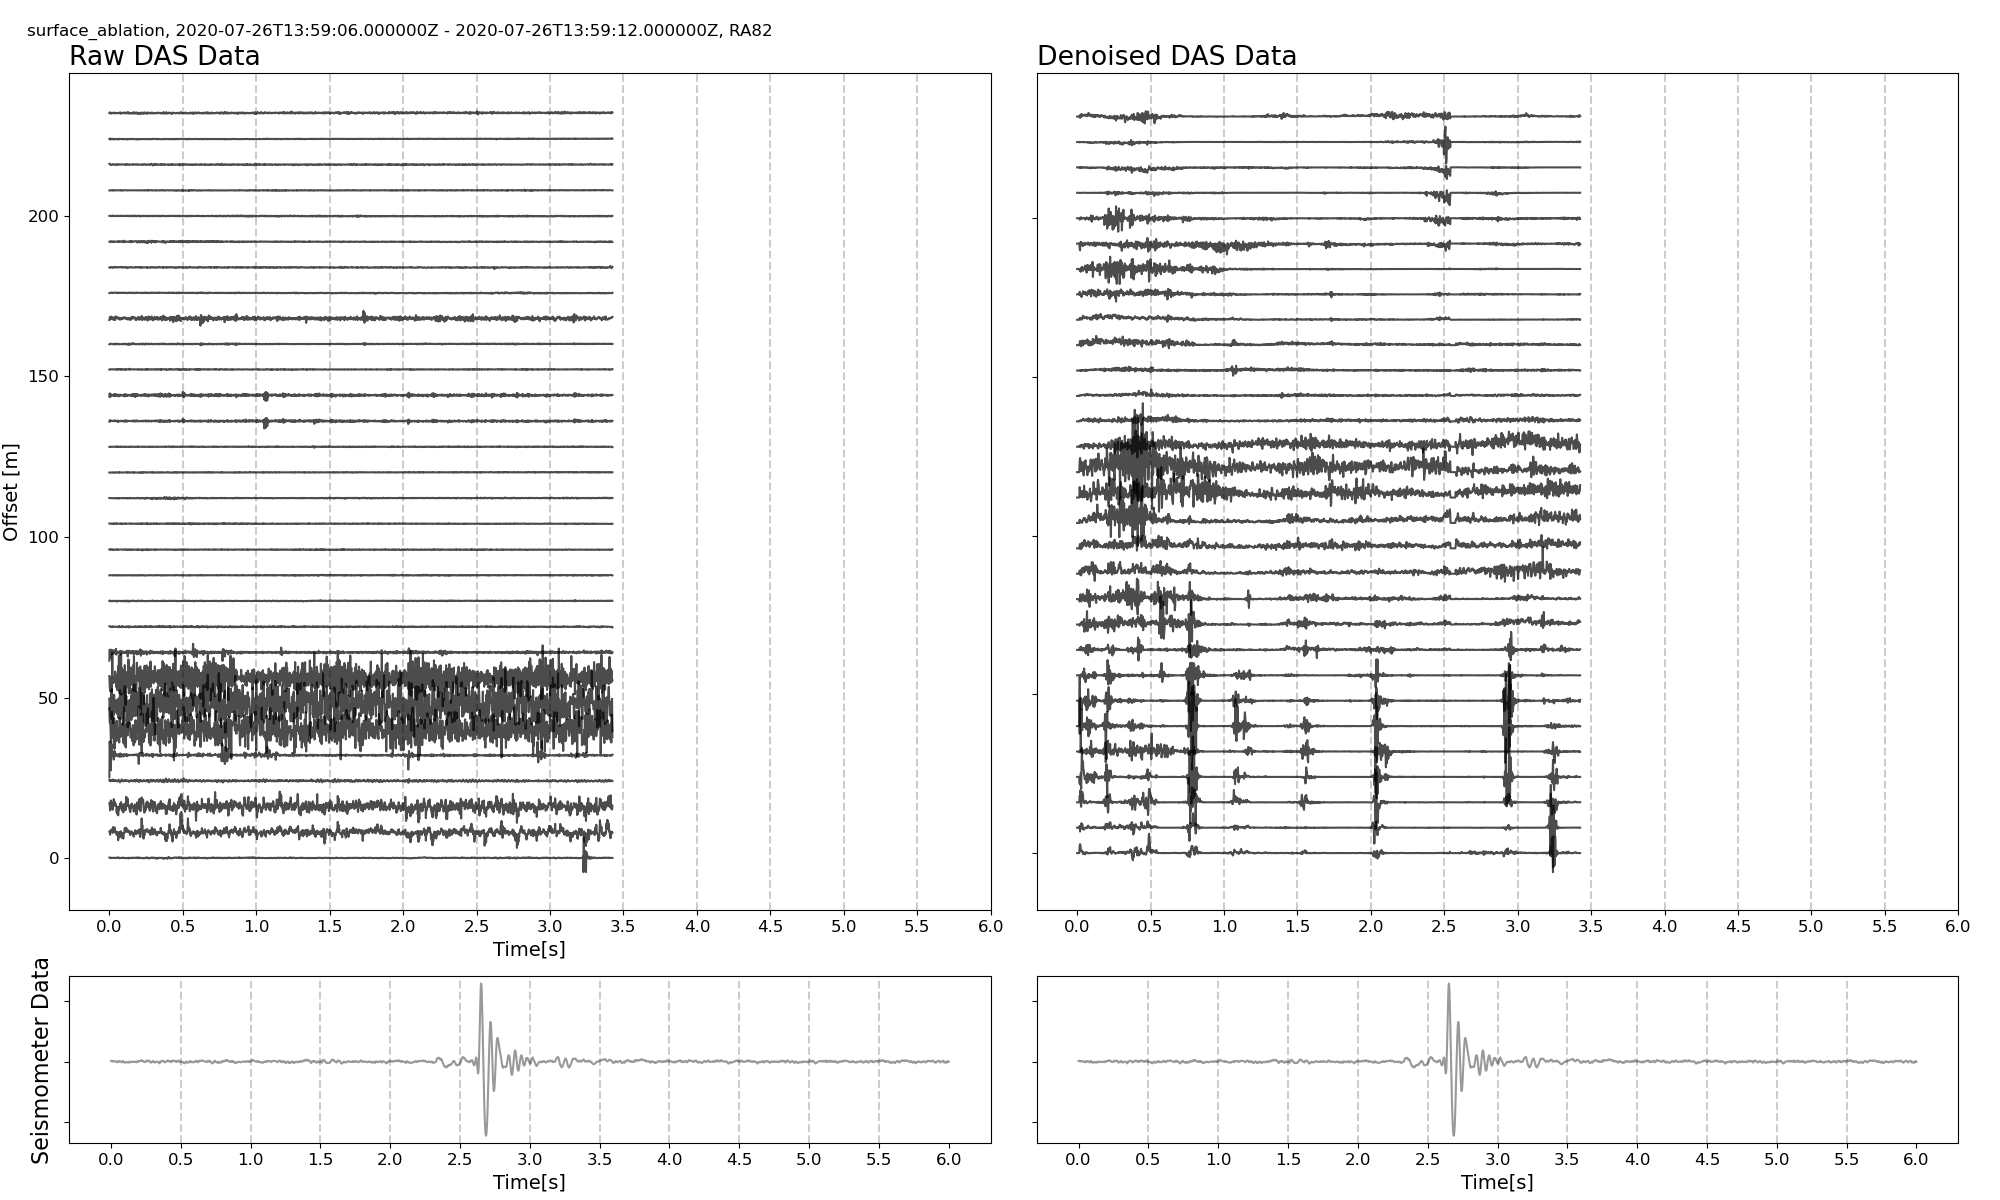 surface_ablation, 2020-07-26T13:59:06.000000Z - 2020-07-26T13:59:12.000000Z, RA82
Raw DAS Data
Denoised DAS Data
Offset [m]
200
150
100
50
0
0.0 0.5 1.0 1.5 2.0 2.5 3.0 3.5 4.0 4.5 5.0 5.5 6.0
Time[s]
0.0 0.5 1.0 1.5 2.0 2.5 3.0 3.5 4.0 4.5 5.0 5.5 6.0
Seismometer Data
0.0 0.5 1.0 1.5 2.0 2.5 3.0 3.5 4.0 4.5 5.0 5.5 6.0
Time[s]
0.0 0.5 1.0 1.5 2.0 2.5 3.0 3.5 4.0 4.5 5.0 5.5 6.0
Time[s]